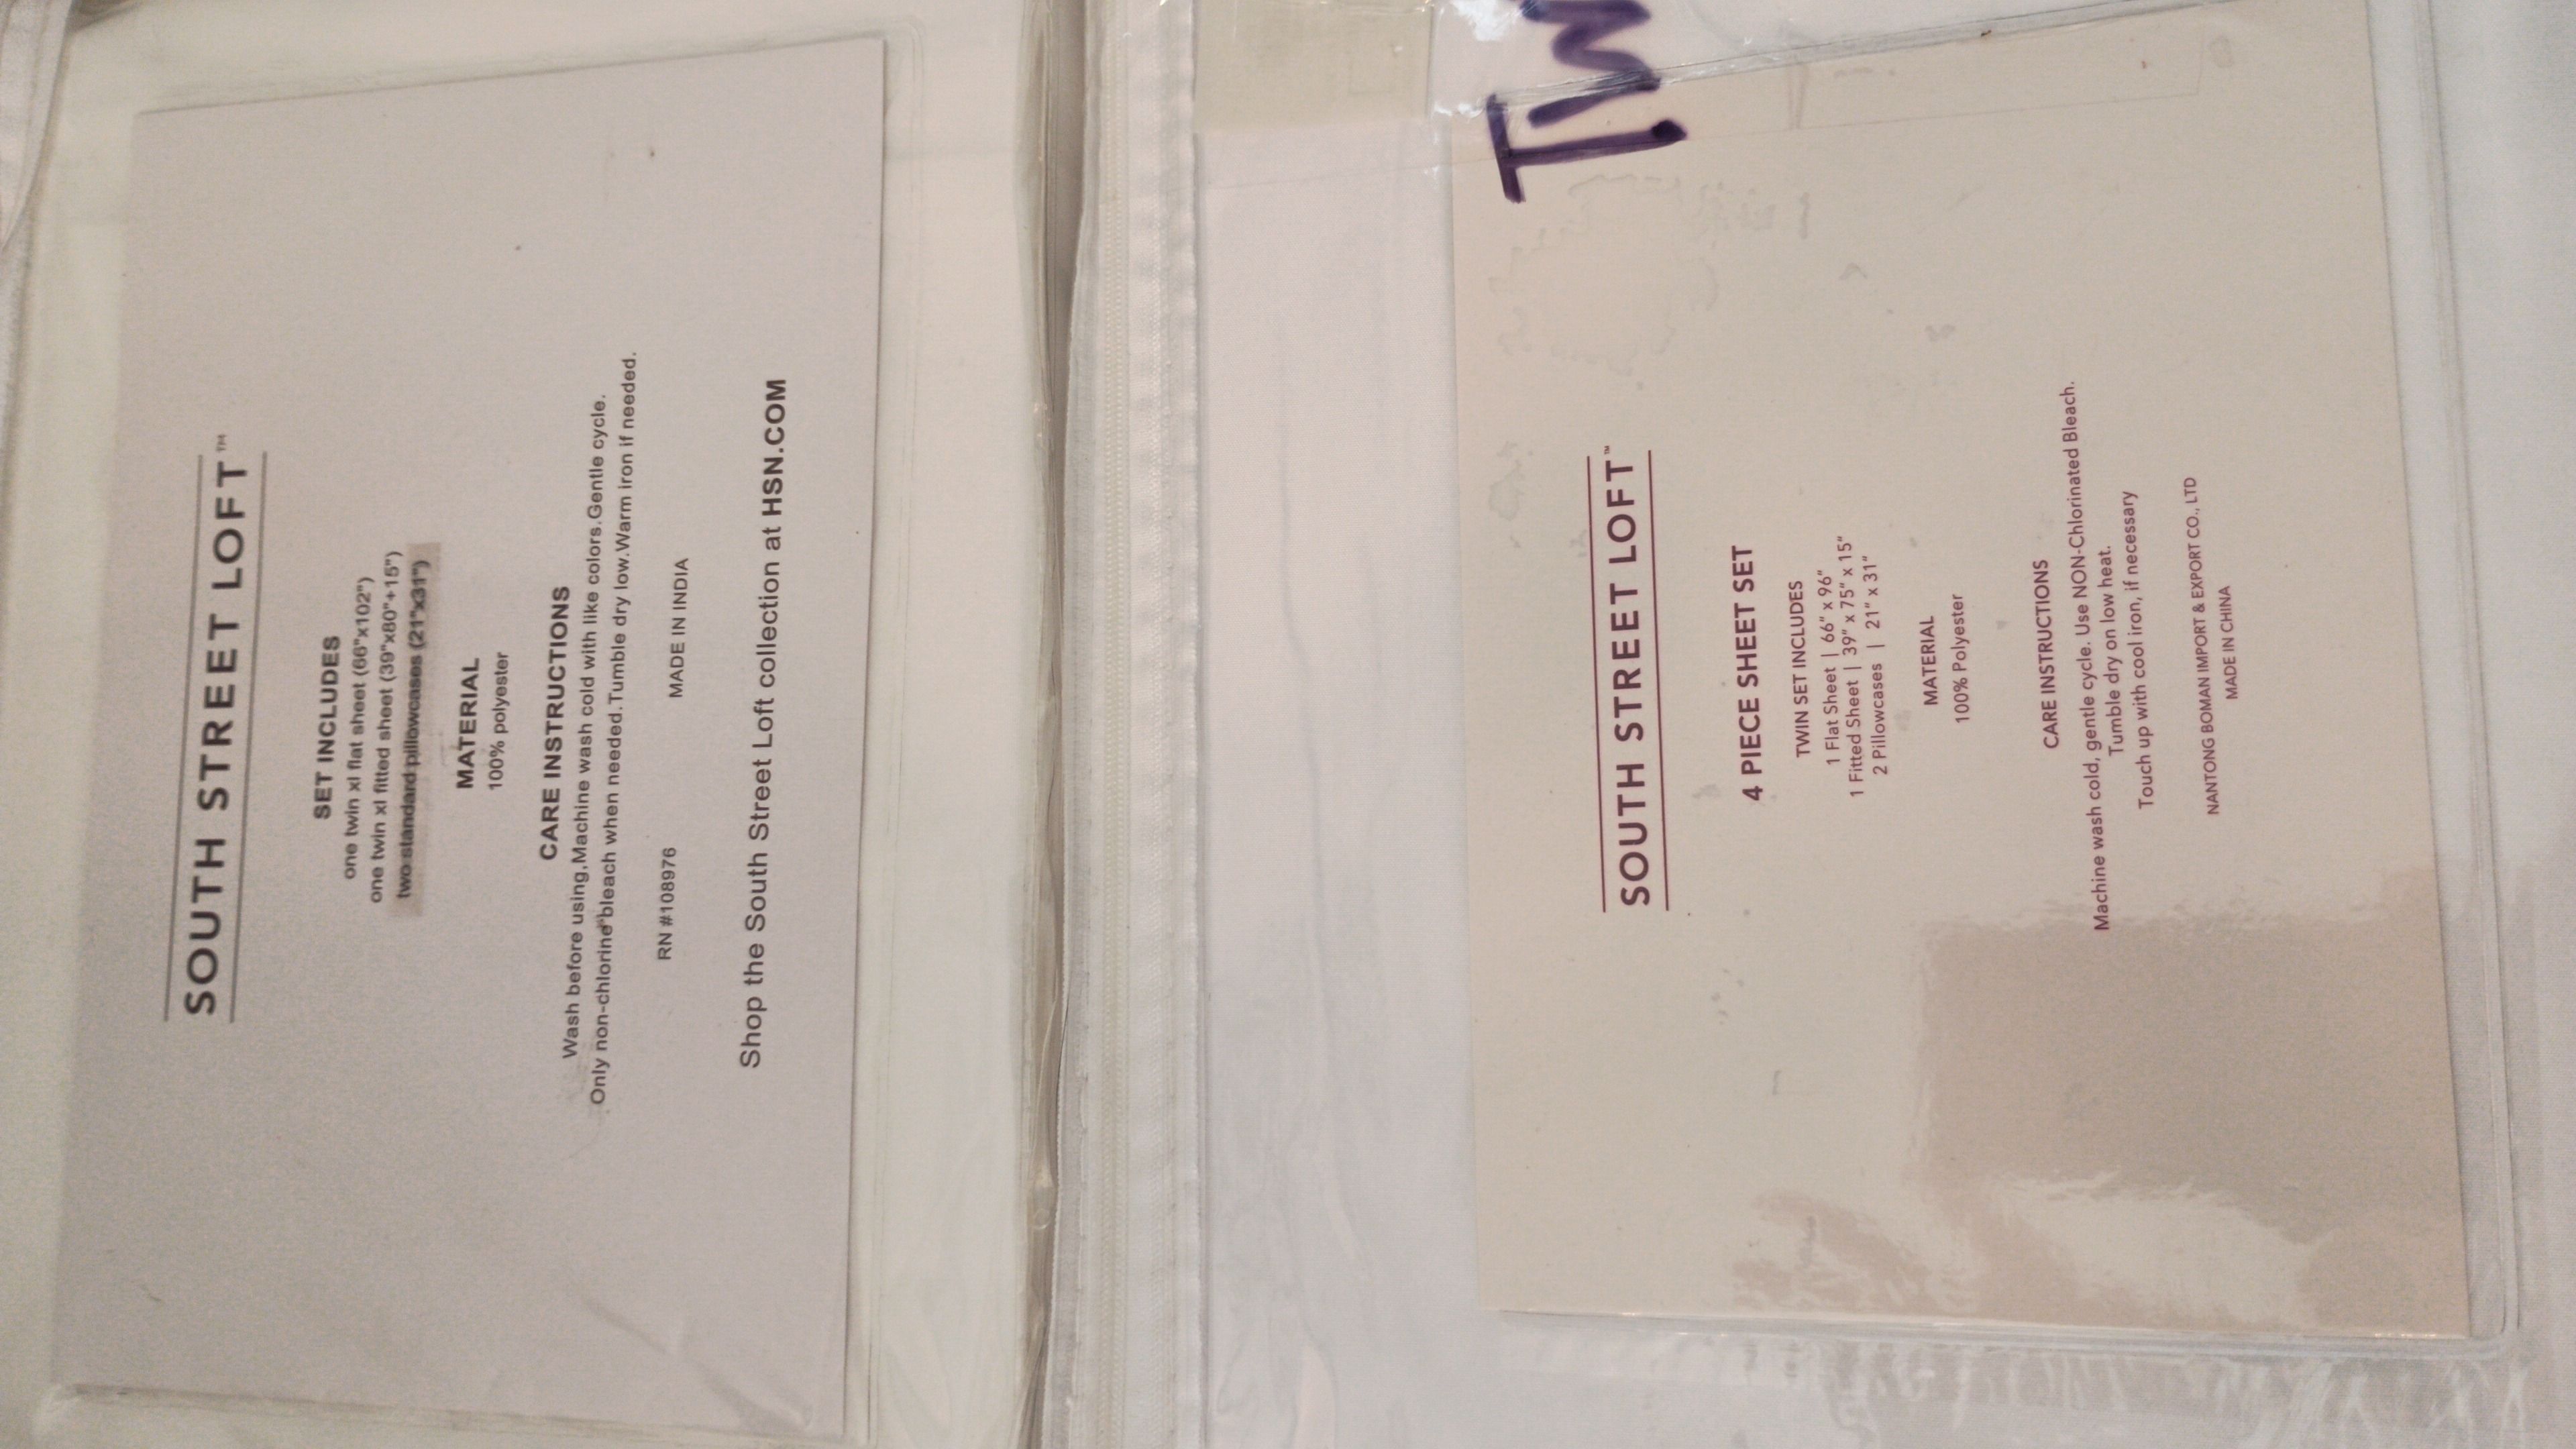 SOUTH STREET LOFT™
SET INCLUDES
one twin xl flat sheet (66"x102")
one twin xl fitted sheet (39"x80"+15")
two standard pillowcases (21"x31")
MATERIAL
100% polyester
CARE INSTRUCTIONS
Wash before using,Machine wash cold with like colors.Gentle cycle.
Only non-chlorine bleach when needed.Tumble dry low.Warm iron if needed.
RN #108976 MADE IN INDIA
Shop the South Street Loft collection at HSN.COM
SOUTH STREET LOFT™
4 PIECE SHEET SET
TWIN SET INCLUDES
1 Flat Sheet | 66" x 96"
1 Fitted Sheet | 39" x 75" x 15"
2 Pillowcases | 21" x 31"
MATERIAL
100% Polyester
CARE INSTRUCTIONS
Machine wash cold, gentle cycle. Use NON-Chlorinated Bleach.
Tumble dry on low heat.
Touch up with cool iron, if necessary
NANTONG BOMAN IMPORT & EXPORT CO., LTD
MADE IN CHINA